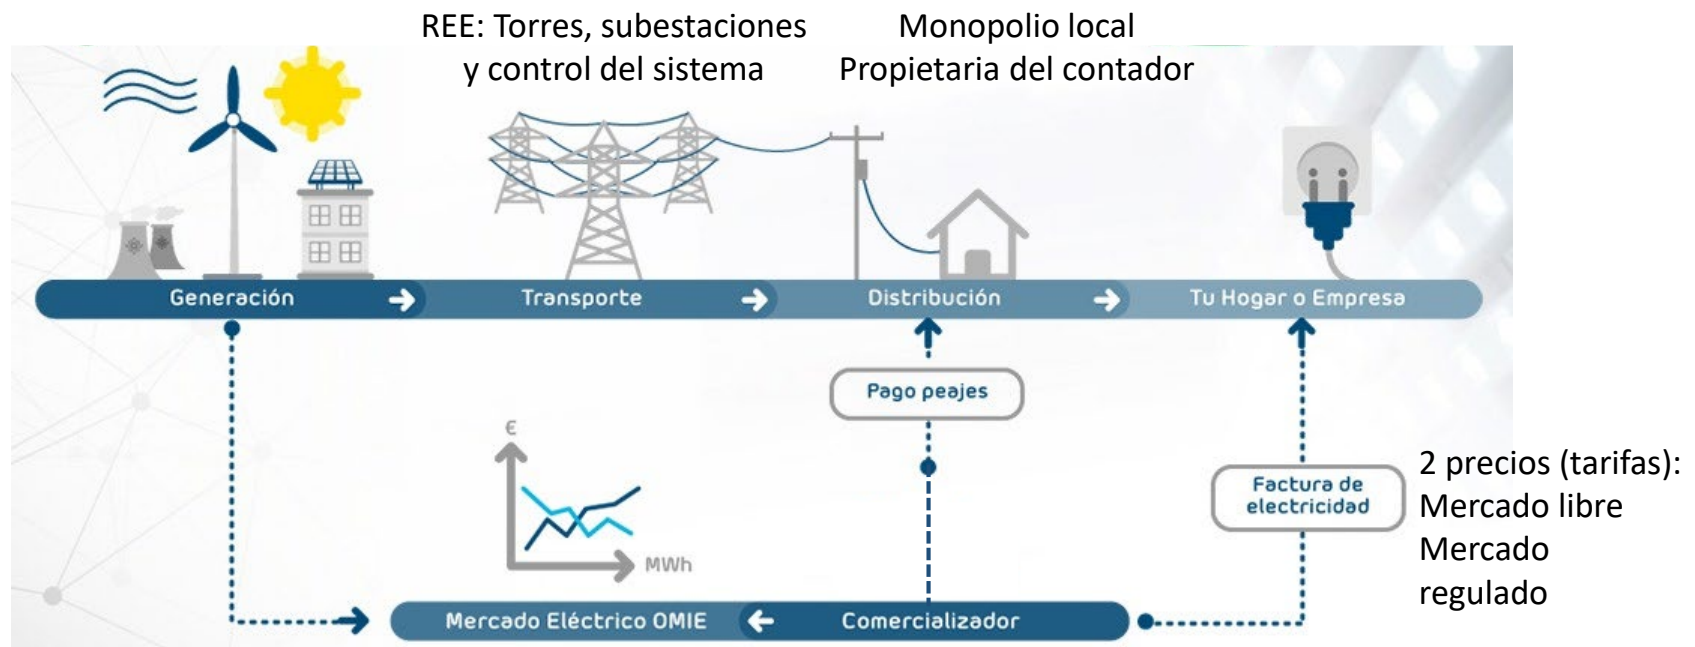 REE: Torres, subestaciones
y control del sistema
Monopolio local
Propietaria del contador
Generación
Transporte
Distribución
Tu Hogar o Empresa
Pago peajes
€
MWh
Factura de
electricidad
2 precios (tarifas):
Mercado libre
Mercado
regulado
Mercado Eléctrico OMIE
Comercializador